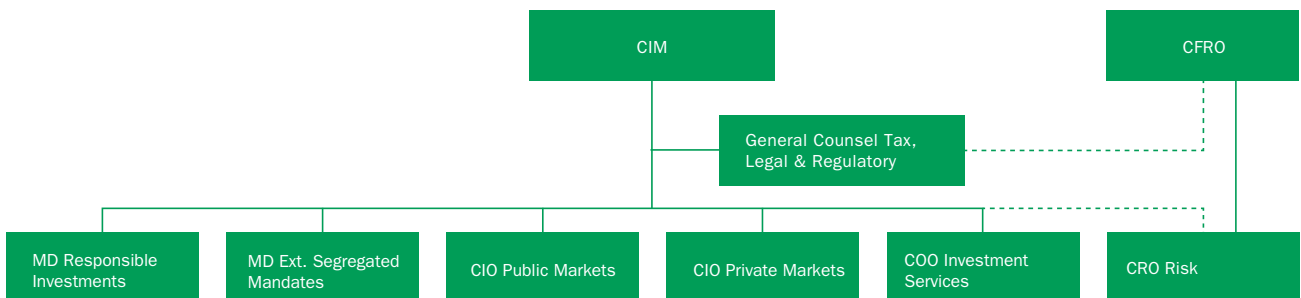 CIM
CFRO
General Counsel Tax,
Legal & Regulatory
MD Responsible
Investments
MD Ext. Segregated
Mandates
CIO Public Markets
CIO Private Markets
COO Investment
Services
CRO Risk